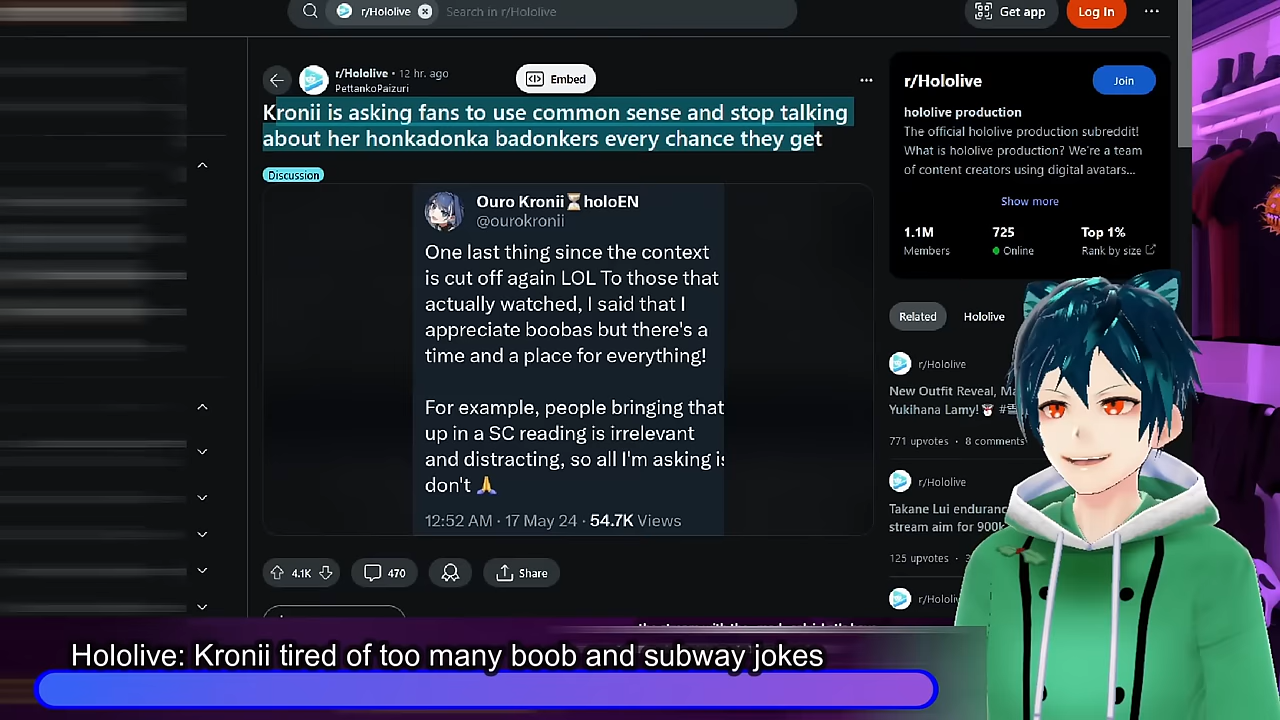 r/Hololive
Search in r/Hololive
Get app
Log In
r/Hololive • 12 hr. ago
PettankoPaizuri
Embed
Kronii is asking fans to use common sense and stop talking
about her honkadonka badonkers every chance they get
Discussion
Ouro Kronii⏳holoEN
@ourokronii
One last thing since the context
is cut off again LOL To those that
actually watched, I said that I
appreciate boobas but there's a
time and a place for everything!
For example, people bringing that
up in a SC reading is irrelevant
and distracting, so all I'm asking is
don't 🙏
12:52 AM · 17 May 24 · 54.7K Views
4.1K
470
Share
r/Hololive
Join
hololive production
The official hololive production subreddit!
What is hololive production? We're a team
of content creators using digital avatars...
Show more
1.1M
725
Top 1%
Members
Online
Rank by size
Related
Hololive
r/Hololive
New Outfit Reveal,
Yukihana Lamy!
771 upvotes · 8 comments
r/Hololive
Takane Lui
stream aim for 900k
125 upvotes
Hololive: Kronii tired of too many boob and subway jokes